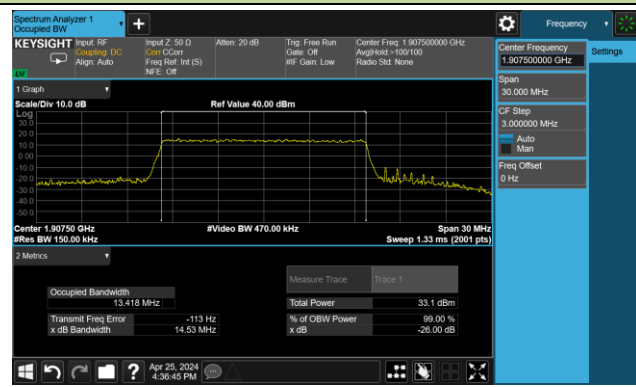 Spectrum Analyzer 1
Occupied BW
Frequency
KEYSIGHT
Input: RF
Coupling: DC
Align: Auto
Input Z: 50 Ω
Corr CCorr
Freq Ref: Int (S)
NFE: Off
Atten: 20 dB
Trig: Free Run
Gate: Off
#IF Gain: Low
Center Freq: 1.907500000 GHz
Avg|Hold:>100/100
Radio Std: None
LU
1 Graph
Scale/Div 10.0 dB
Ref Value 40.00 dBm
Log
30.0
20.0
10.0
0.00
-10.0
-20.0
-30.0
-40.0
-50.0
Center 1.90750 GHz
#Video BW 470.00 kHz
Span 30 MHz
#Res BW 150.00 kHz
Sweep 1.33 ms (2001 pts)
2 Metrics
Measure Trace
Trace 1
Occupied Bandwidth
13.418 MHz
Total Power
33.1 dBm
Transmit Freq Error
-113 Hz
% of OBW Power
99.00 %
x dB Bandwidth
14.53 MHz
x dB
-26.00 dB
Center Frequency
1.907500000 GHz
Settings
Span
30.000 MHz
CF Step
3.000000 MHz
Auto
Man
Freq Offset
0 Hz
?
Apr 25, 2024
4:36:45 PM